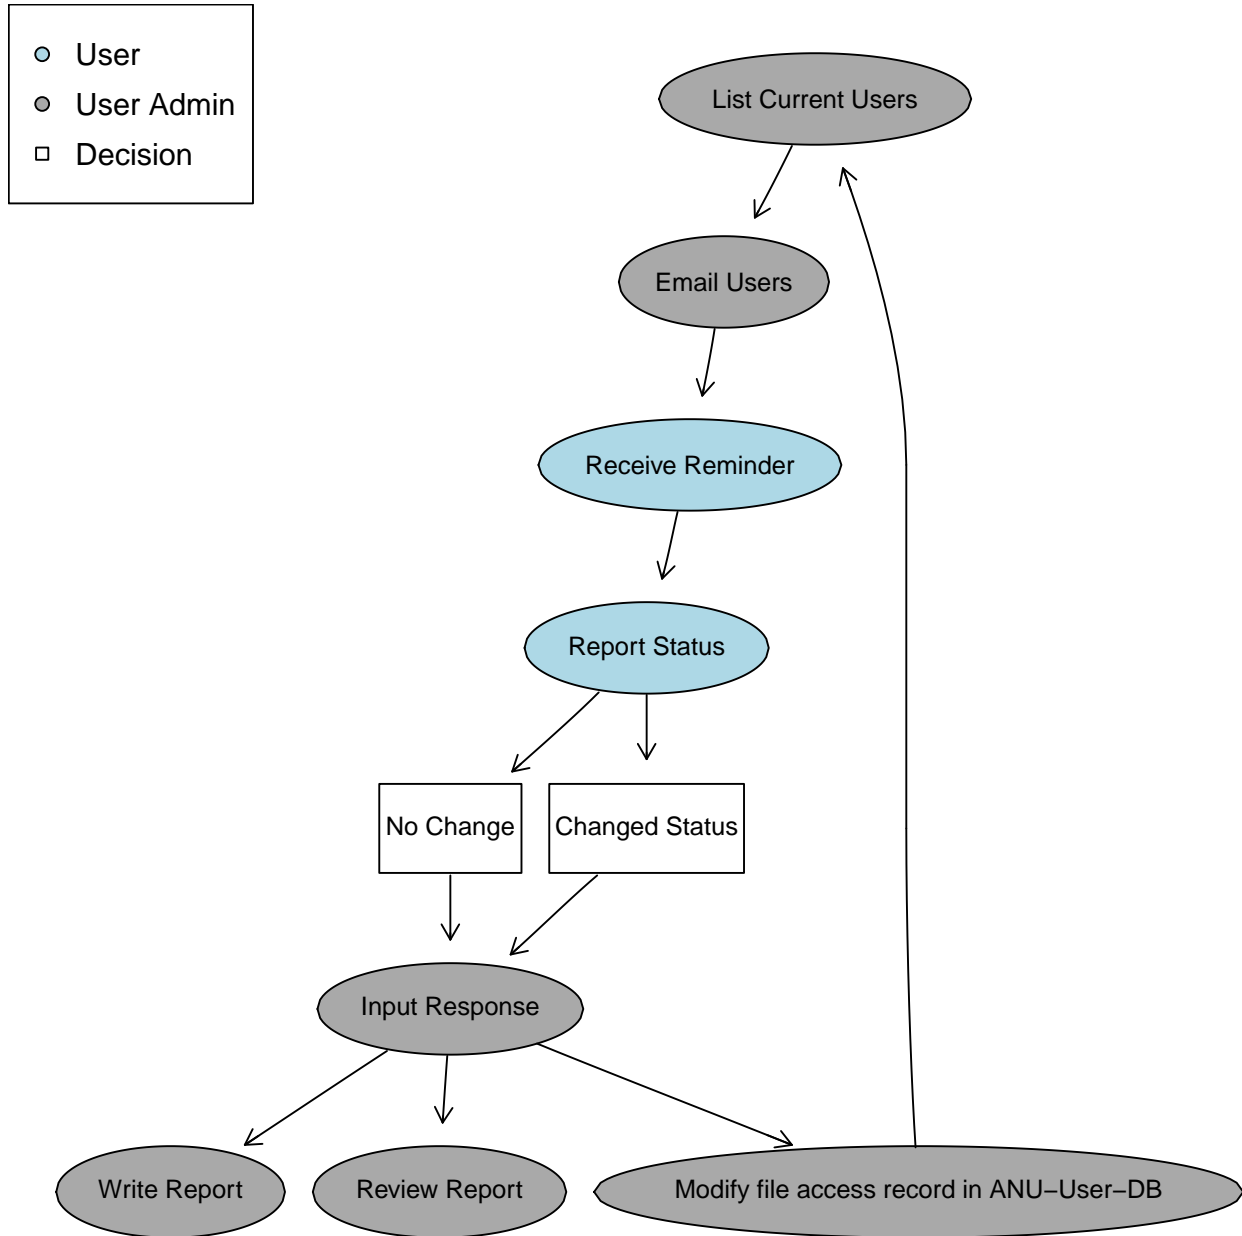 User
User Admin
Decision
List Current Users
Email Users
Receive Reminder
Report Status
No Change
Changed Status
Input Response
Write Report
Review Report
Modify file access record in ANU−User−DB